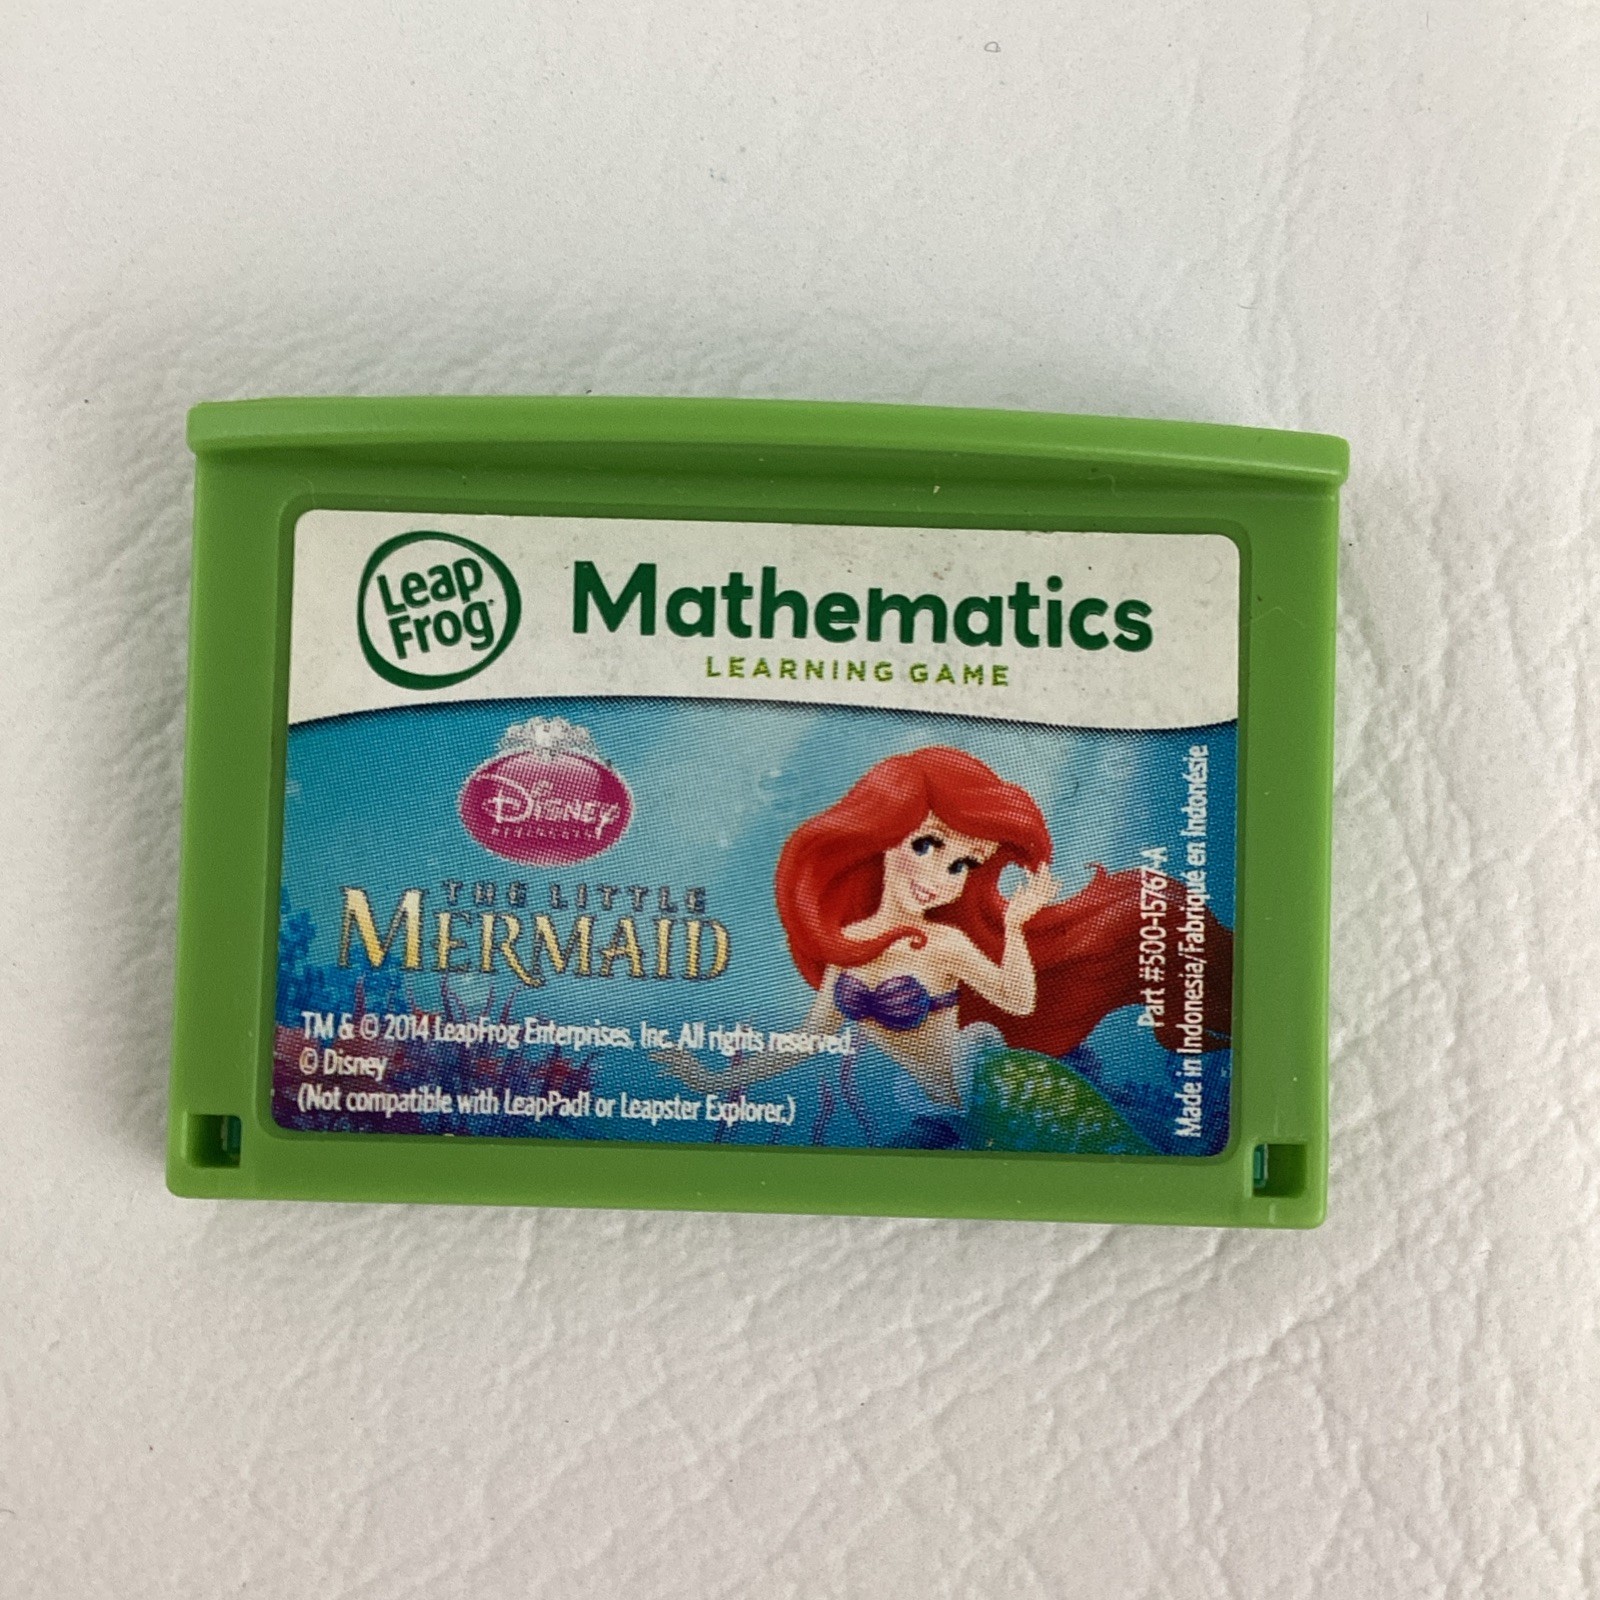 Leap
Frog
Mathematics
LEARNING GAME
DISNEY
PRINCESS
THE LITTLE
MERMAID
TM & © 2014 LeapFrog Enterprises, Inc. All rights reserved.
© Disney
(Not compatible with LeapPad1 or Leapster Explorer.)
Part #500-15767-A
Made in Indonesia/Fabriqué en Indonésie